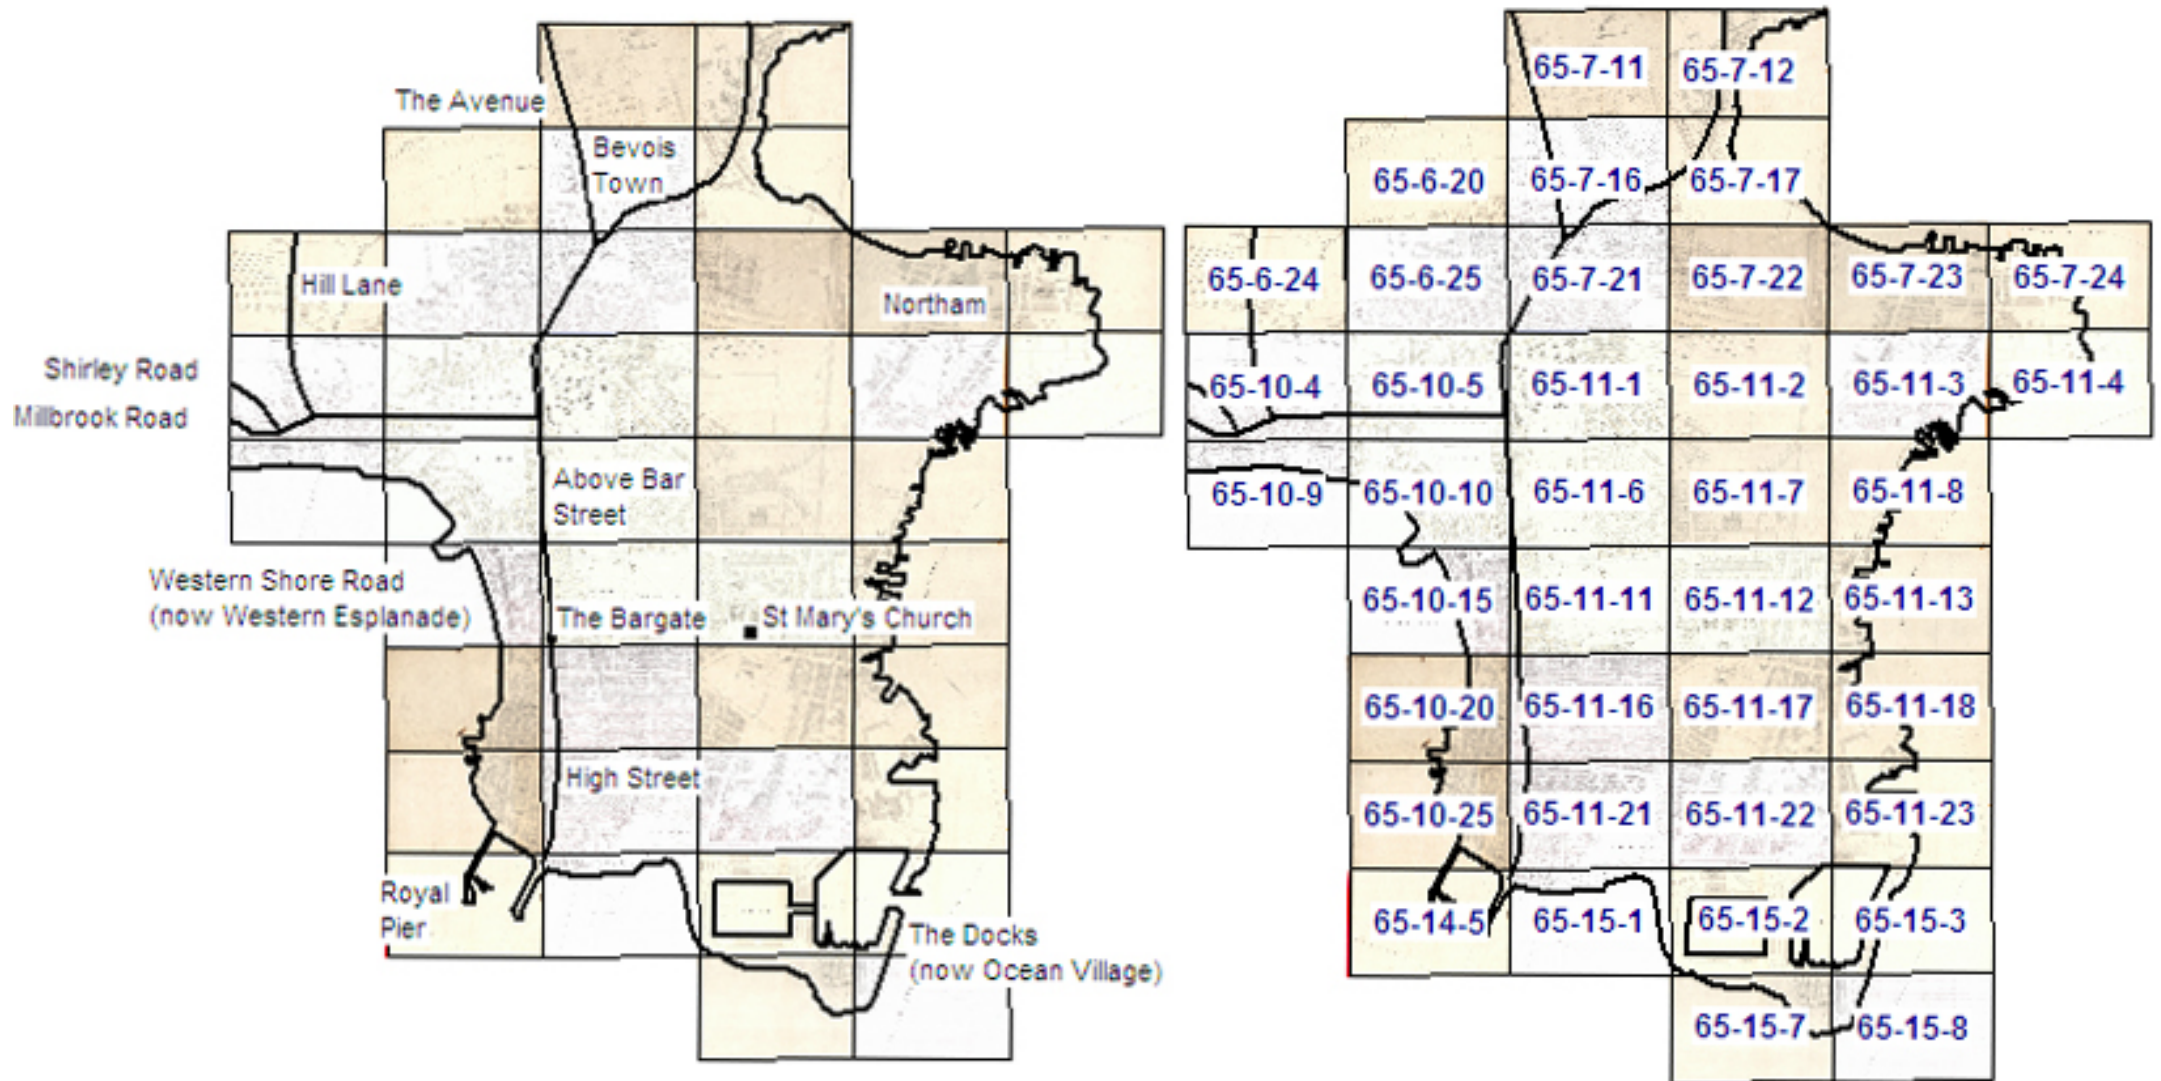 The Avenue
Bevois
Town
Hill Lane
Northam
Shirley Road
Millbrook Road
Above Bar
Street
Western Shore Road
(now Western Esplanade)
The Bargate
St Mary's Church
High Street
Royal
Pier
The Docks
(now Ocean Village)
65-7-11 65-7-12
65-6-20 65-7-16 65-7-17
65-6-24 65-6-25 65-7-21 65-7-22 65-7-23 65-7-24
65-10-4 65-10-5 65-11-1 65-11-2 65-11-3 65-11-4
65-10-9 65-10-10 65-11-6 65-11-7 65-11-8
65-10-15 65-11-11 65-11-12 65-11-13
65-10-20 65-11-16 65-11-17 65-11-18
65-10-25 65-11-21 65-11-22 65-11-23
65-14-5 65-15-1 65-15-2 65-15-3
65-15-7 65-15-8